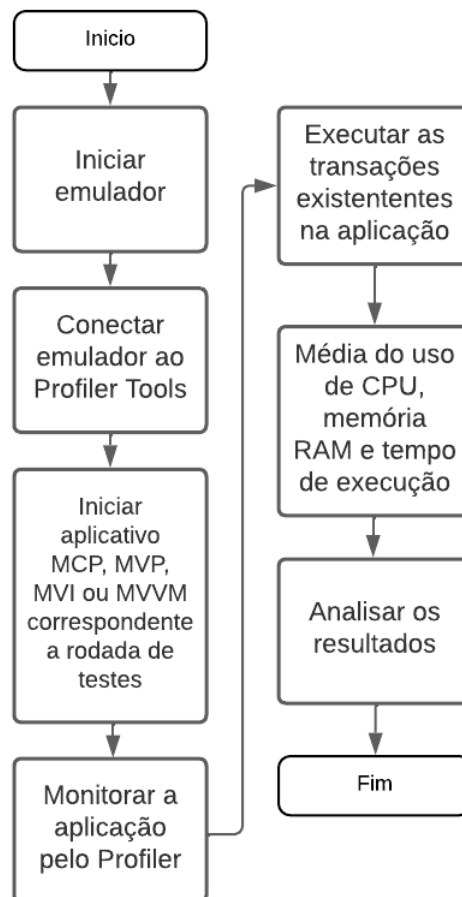 Inicio
Iniciar
emulador
Conectar
emulador ao
Profiler Tools
Iniciar
aplicativo
MCP, MVP,
MVI ou MVVM
correspondente
a rodada de
testes
Monitorar a
aplicação
pelo Profiler
Executar as
transações
existententes
na aplicação
Média do uso
de CPU,
memória
RAM e tempo
de execução
Analisar os
resultados
Fim